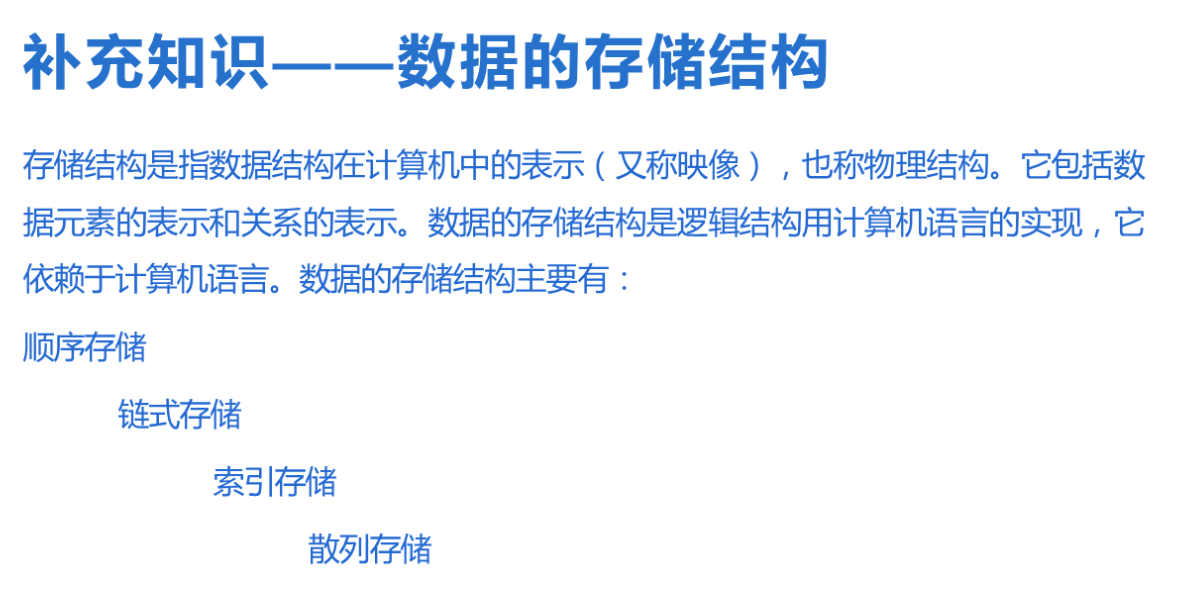 补充知识——数据的存储结构
存储结构是指数据结构在计算机中的表示（又称映像），也称物理结构。它包括数
据元素的表示和关系的表示。数据的存储结构是逻辑结构用计算机语言的实现，它
依赖于计算机语言。数据的存储结构主要有：
顺序存储
链式存储
索引存储
散列存储